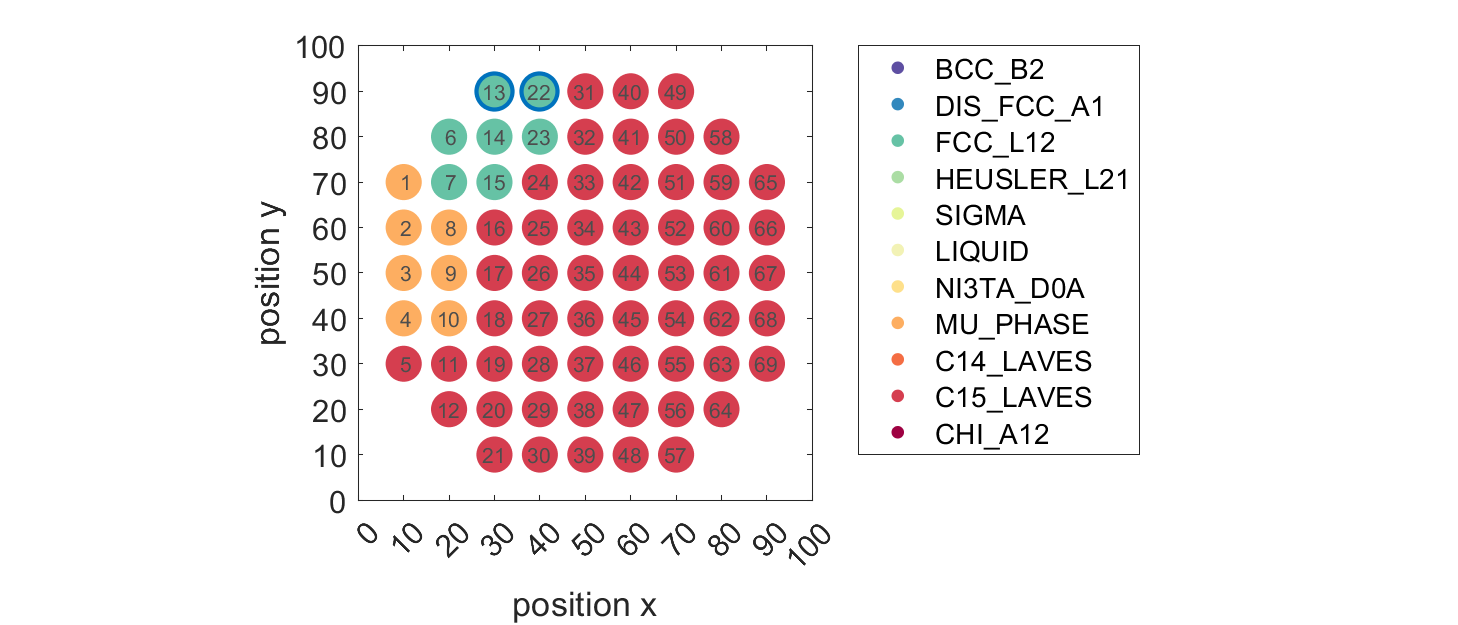 100
90 13 22 31 40 49
80 6 14 23 32 41 50 58
70 1 7 15 24 33 42 51 59 65
60 2 8 16 25 34 43 52 60 66
50 3 9 17 26 35 44 53 61 67
40 4 10 18 27 36 45 54 62 68
30 5 11 19 28 37 46 55 63 69
20 12 20 29 38 47 56 64
10 21 30 39 48 57
0
0 10 20 30 40 50 60 70 80 90 100
position x
position y
BCC_B2
DIS_FCC_A1
FCC_L12
HEUSLER_L21
SIGMA
LIQUID
NI3TA_D0A
MU_PHASE
C14_LAVES
C15_LAVES
CHI_A12